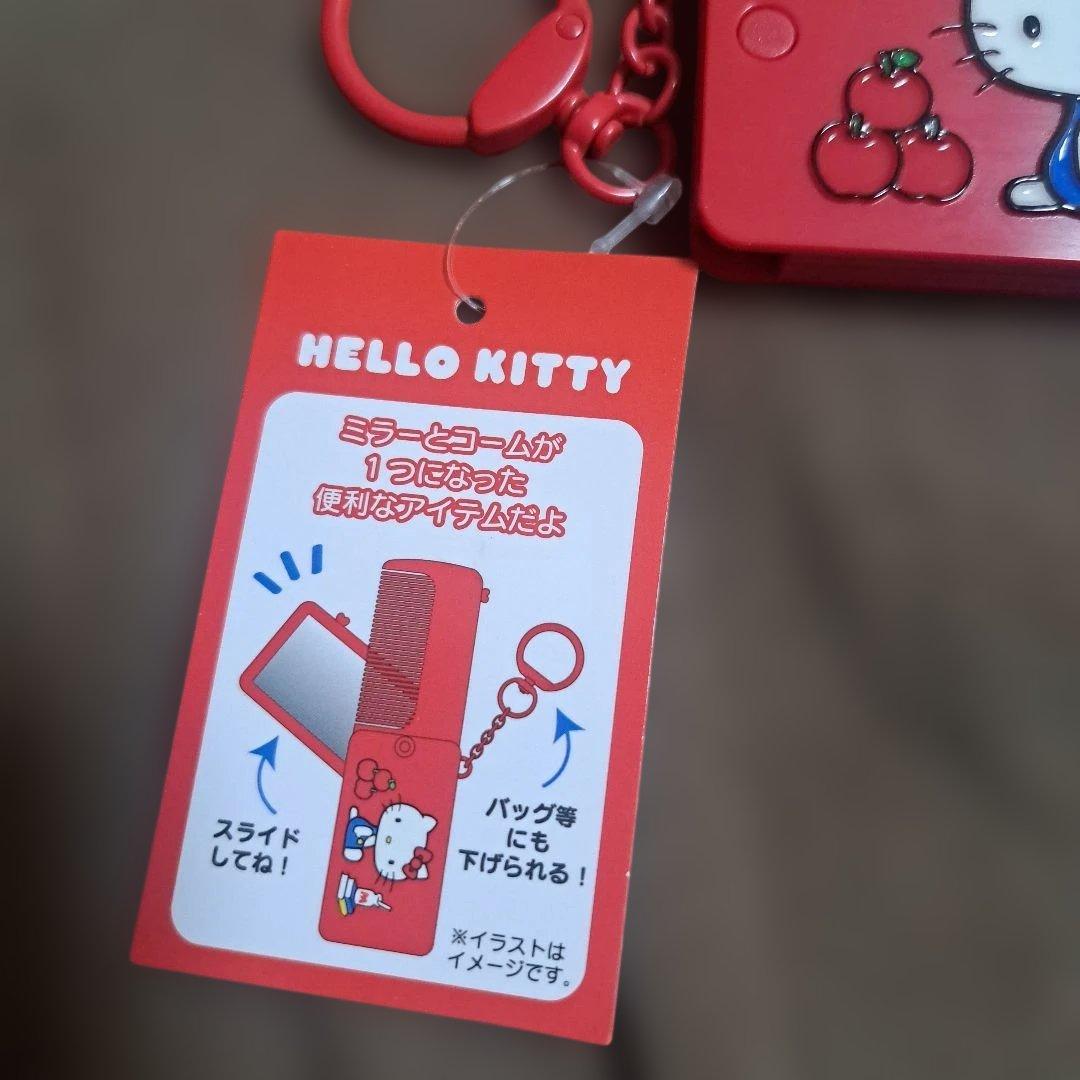 HELLO KITTY
ミラーとコームが
1つになった
便利なアイテムだよ
スライド
してね！
バッグ等
にも
下げられる！
※イラストは
イメージです。